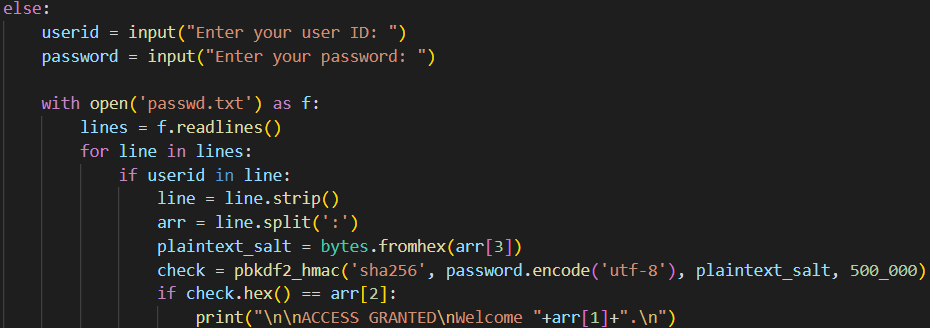 else:
    userid = input("Enter your user ID: ")
    password = input("Enter your password: ")

    with open('passwd.txt') as f:
        lines = f.readlines()
        for line in lines:
            if userid in line:
                line = line.strip()
                arr = line.split(':')
                plaintext_salt = bytes.fromhex(arr[3])
                check = pbkdf2_hmac('sha256', password.encode('utf-8'), plaintext_salt, 500_000)
                if check.hex() == arr[2]:
                    print("\n\nACCESS GRANTED\nWelcome "+arr[1]+".\n")